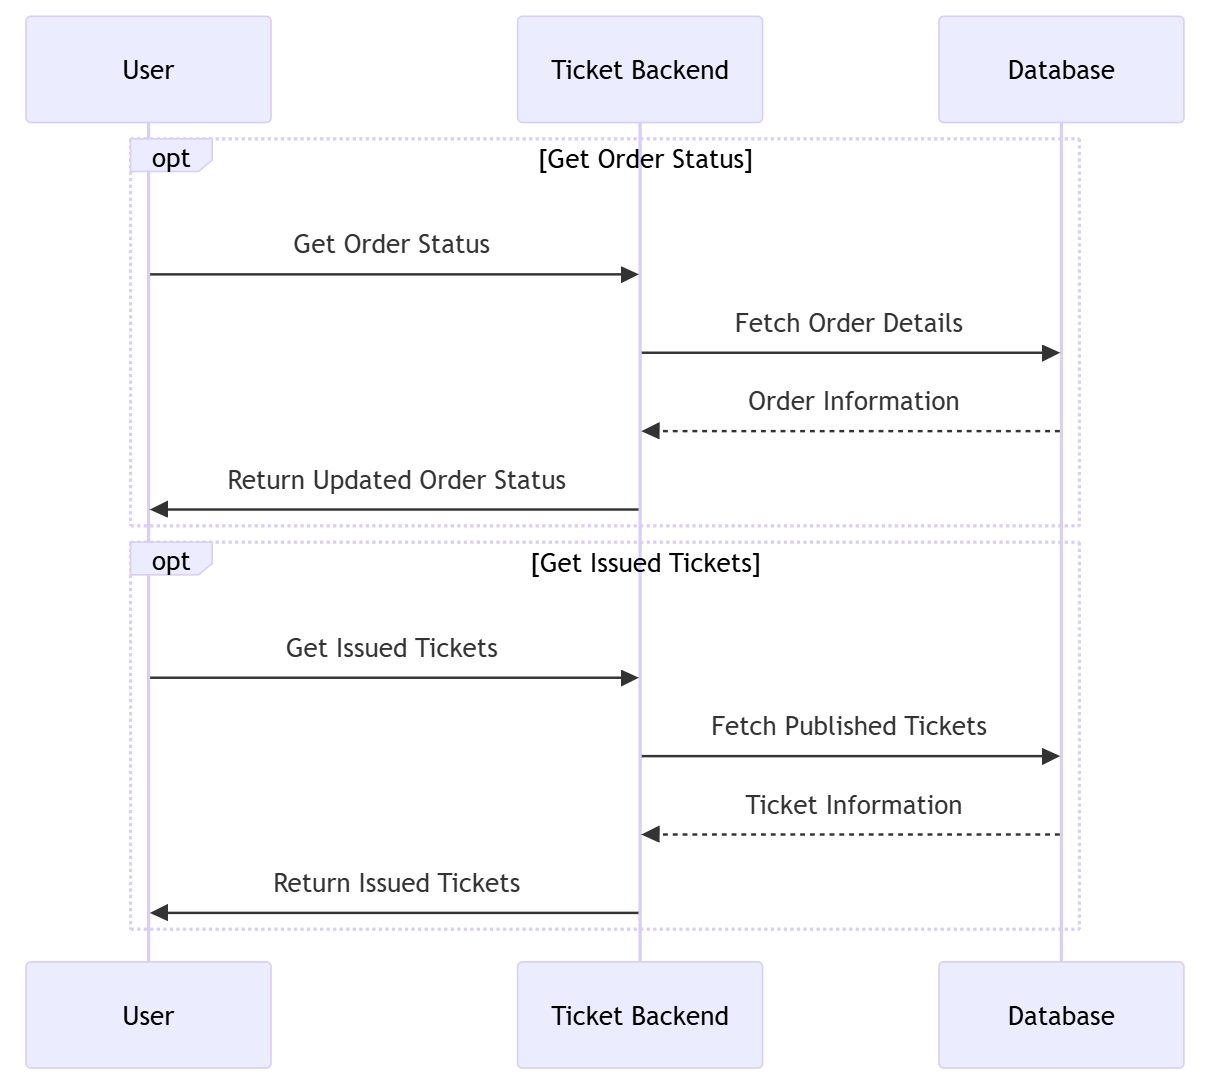 User
Ticket Backend
Database
opt
[Get Order Status]
Get Order Status
Fetch Order Details
Order Information
Return Updated Order Status
opt
[Get Issued Tickets]
Get Issued Tickets
Fetch Published Tickets
Ticket Information
Return Issued Tickets
User
Ticket Backend
Database